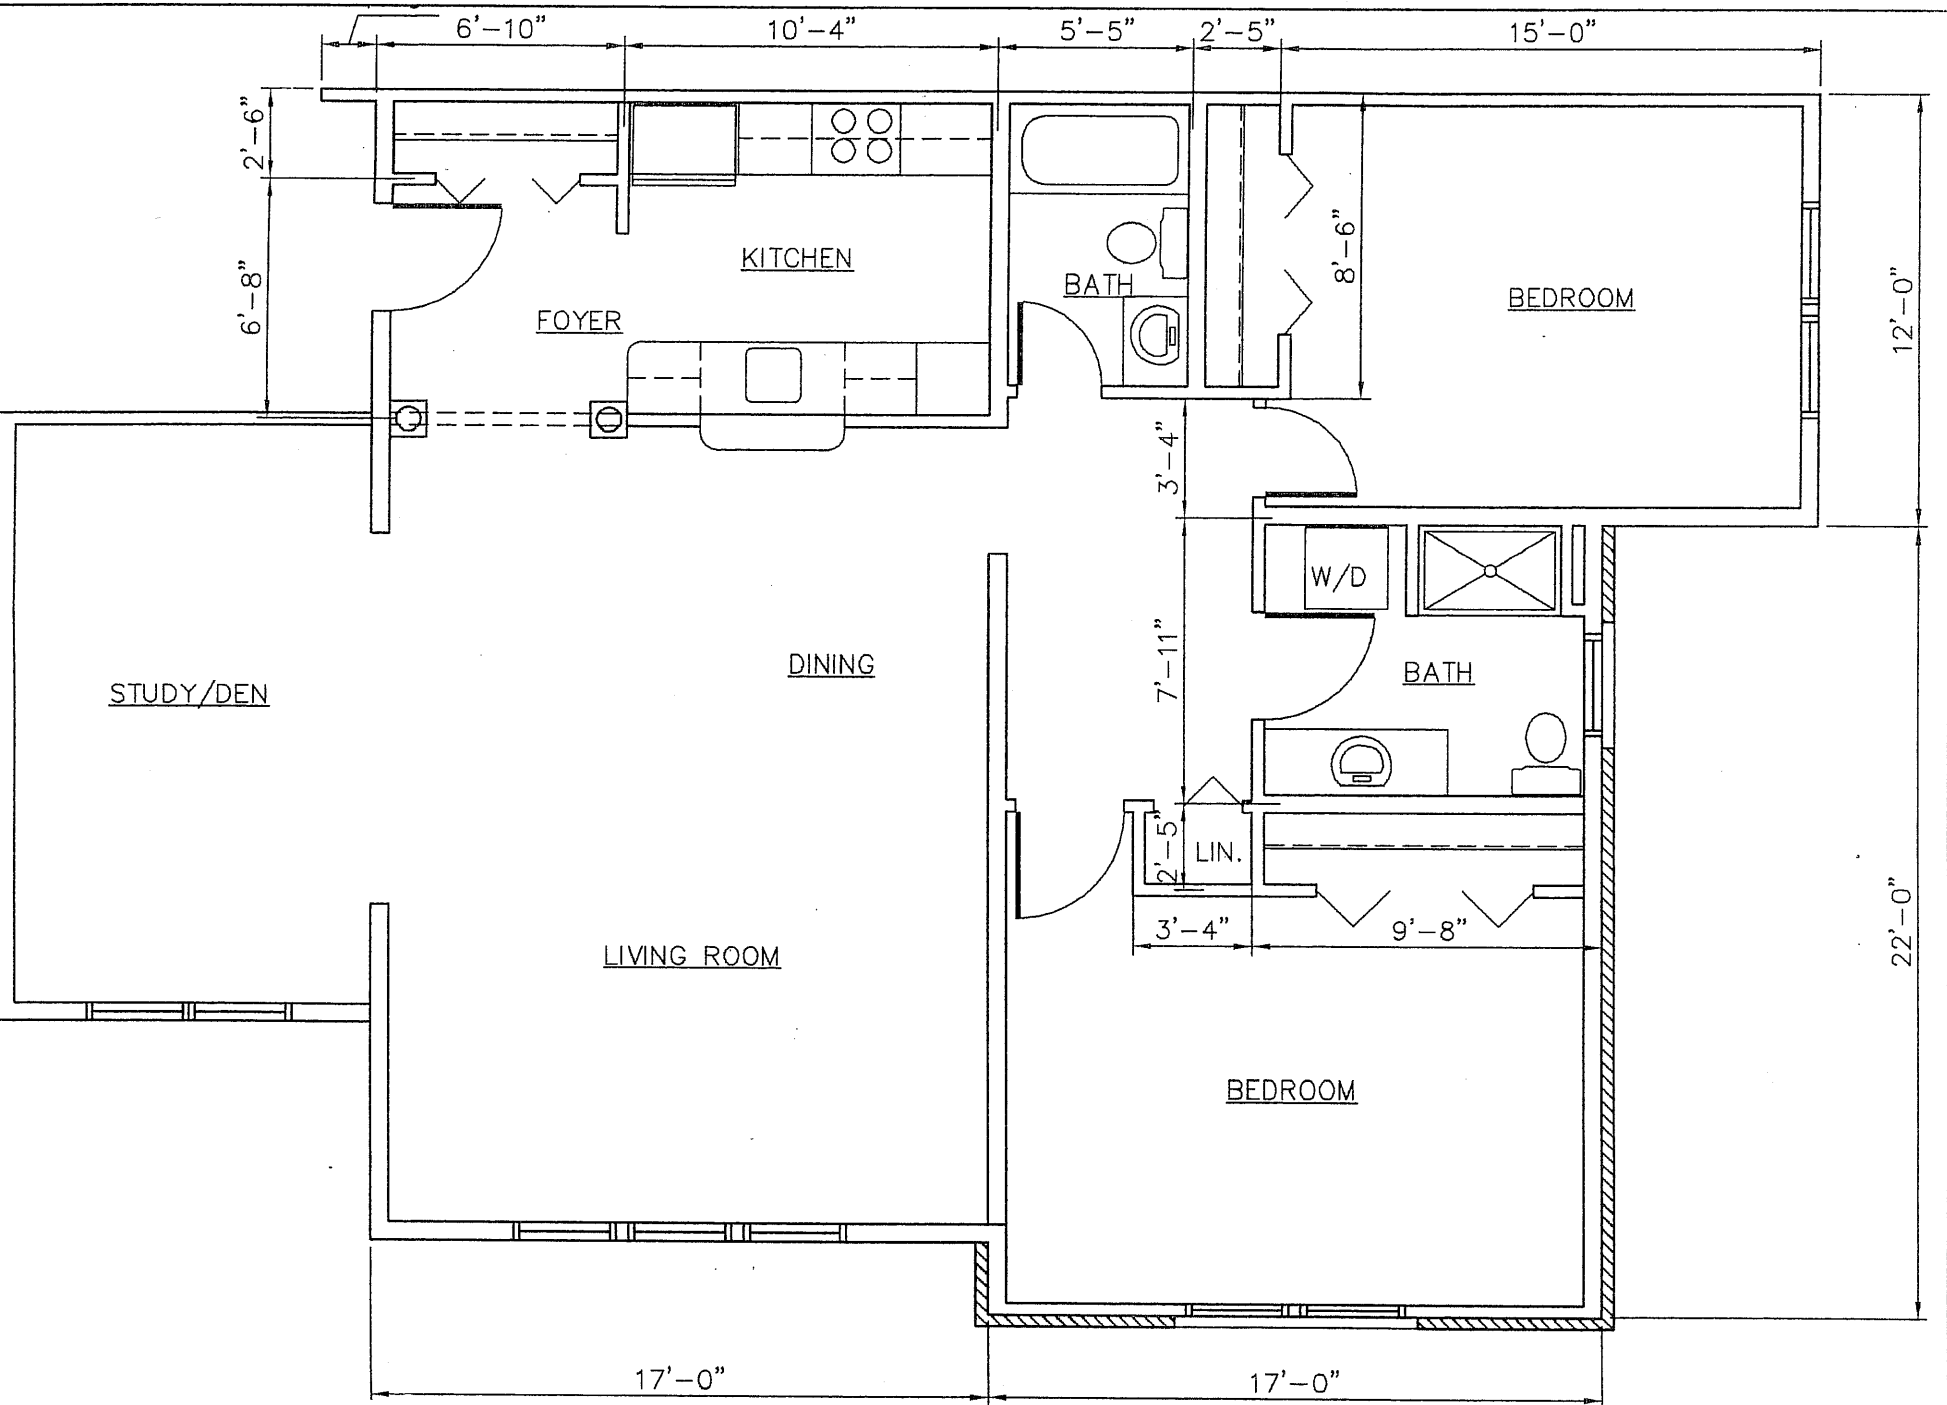 6'-10" 10'-4" 5'-5" 2'-5" 15'-0"
2'-6"
6'-8"
KITCHEN
BATH
8'-6"
BEDROOM
12'-0"
FOYER
3'-4"
W/D
7'-11"
BATH
DINING
STUDY/DEN
2'-5"
LIN.
3'-4" 9'-8"
22'-0"
LIVING ROOM
BEDROOM
17'-0" 17'-0"